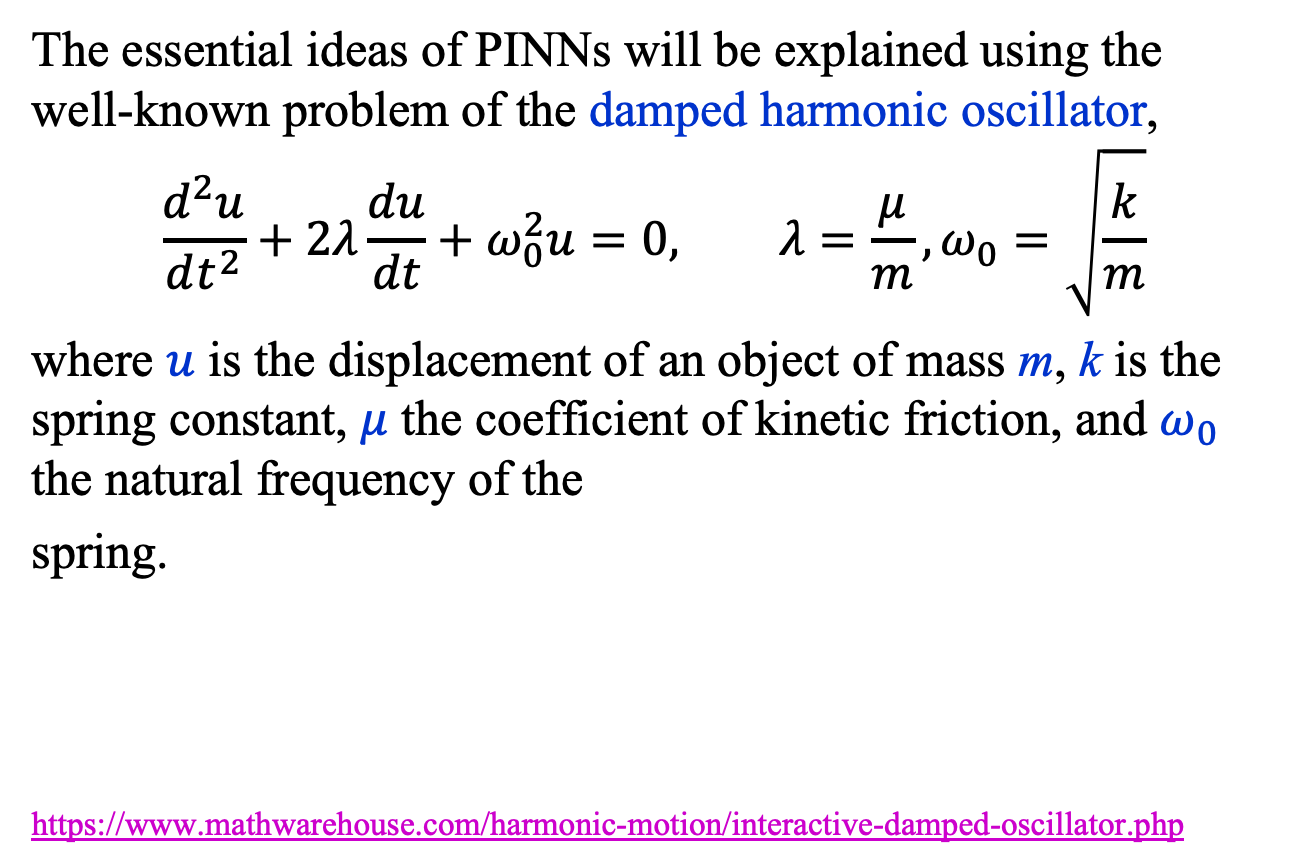 The essential ideas of PINNs will be explained using the
well-known problem of the damped harmonic oscillator,
d²u/dt² + 2λ du/dt + ω₀²u = 0, λ = μ/m, ω₀ = √(k/m)
where u is the displacement of an object of mass m, k is the
spring constant, μ the coefficient of kinetic friction, and ω₀
the natural frequency of the
spring.
https://www.mathwarehouse.com/harmonic-motion/interactive-damped-oscillator.php